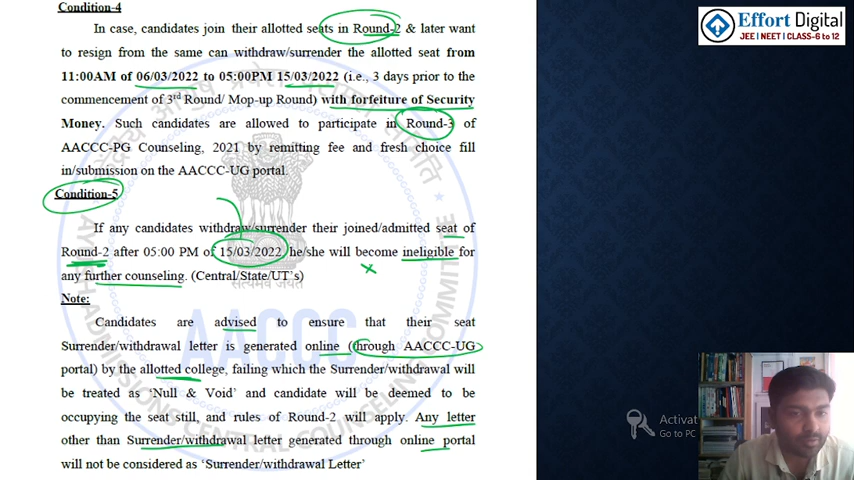 Condition-4
In case, candidates join their allotted seats in Round-2 & later want
to resign from the same can withdraw/surrender the allotted seat from
11:00AM of 06/03/2022 to 05:00PM 15/03/2022 (i.e., 3 days prior to the
commencement of 3rd Round/ Mop-up Round) with forfeiture of Security
Money. Such candidates are allowed to participate in Round-3 of
AACCC-PG Counseling, 2021 by remitting fee and fresh choice fill
in/submission on the AACCC-UG portal.
Condition-5
If any candidates withdraw/surrender their joined/admitted seat of
Round-2 after 05:00 PM of 15/03/2022 he/she will become ineligible for
any further counseling. (Central/State/UT's)
Note:
Candidates are advised to ensure that their seat
Surrender/withdrawal letter is generated online (through AACCC-UG
portal) by the allotted college, failing which the Surrender/withdrawal will
be treated as 'Null & Void' and candidate will be deemed to be
occupying the seat still, and rules of Round-2 will apply. Any letter
other than Surrender/withdrawal letter generated through online portal
will not be considered as 'Surrender/withdrawal Letter'
AACCC
सत्यमेव जयते
Effort Digital
JEE | NEET | CLASS-6 to 12
Activat
Go to PC